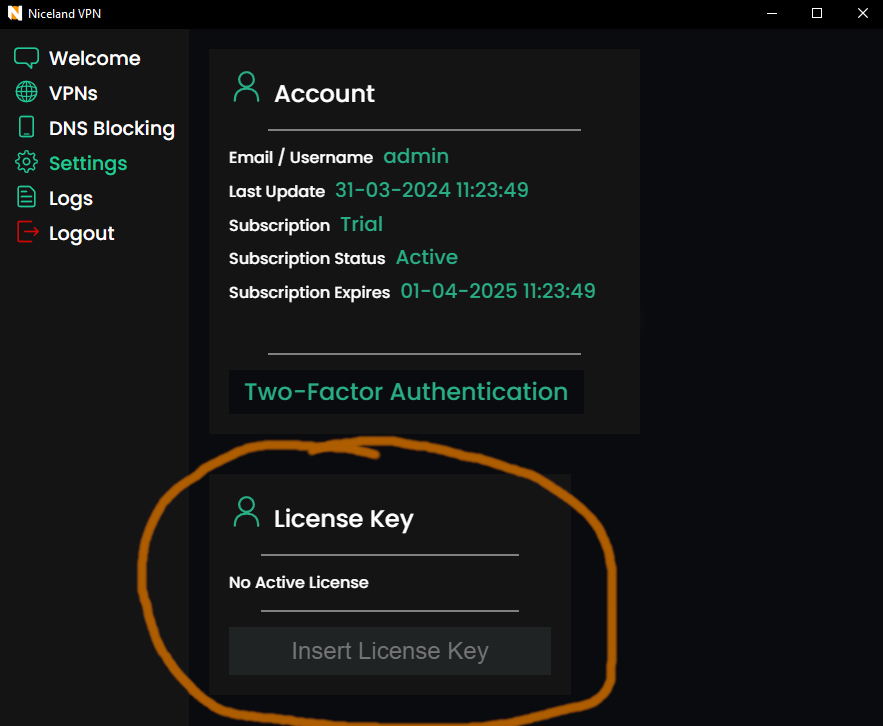 Niceland VPN
Welcome
VPNs
DNS Blocking
Settings
Logs
Logout
Account
Email / Username admin
Last Update 31-03-2024 11:23:49
Subscription Trial
Subscription Status Active
Subscription Expires 01-04-2025 11:23:49
Two-Factor Authentication
License Key
No Active License
Insert License Key